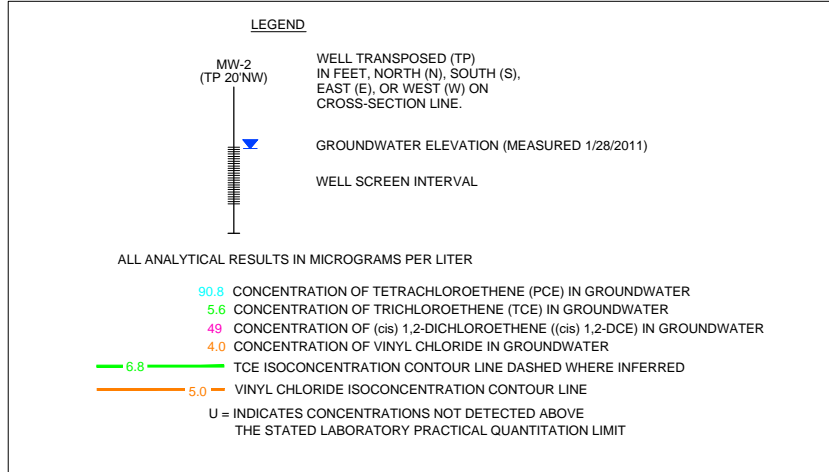 LEGEND
MW-2
(TP 20'NW)
WELL TRANSPOSED (TP)
IN FEET, NORTH (N), SOUTH (S),
EAST (E), OR WEST (W) ON
CROSS-SECTION LINE.
GROUNDWATER ELEVATION (MEASURED 1/28/2011)
WELL SCREEN INTERVAL
ALL ANALYTICAL RESULTS IN MICROGRAMS PER LITER
90.8 CONCENTRATION OF TETRACHLOROETHENE (PCE) IN GROUNDWATER
5.6 CONCENTRATION OF TRICHLOROETHENE (TCE) IN GROUNDWATER
49 CONCENTRATION OF (cis) 1,2-DICHLOROETHENE ((cis) 1,2-DCE) IN GROUNDWATER
4.0 CONCENTRATION OF VINYL CHLORIDE IN GROUNDWATER
6.8 TCE ISOCONCENTRATION CONTOUR LINE DASHED WHERE INFERRED
5.0 VINYL CHLORIDE ISOCONCENTRATION CONTOUR LINE
U = INDICATES CONCENTRATIONS NOT DETECTED ABOVE
THE STATED LABORATORY PRACTICAL QUANTITATION LIMIT